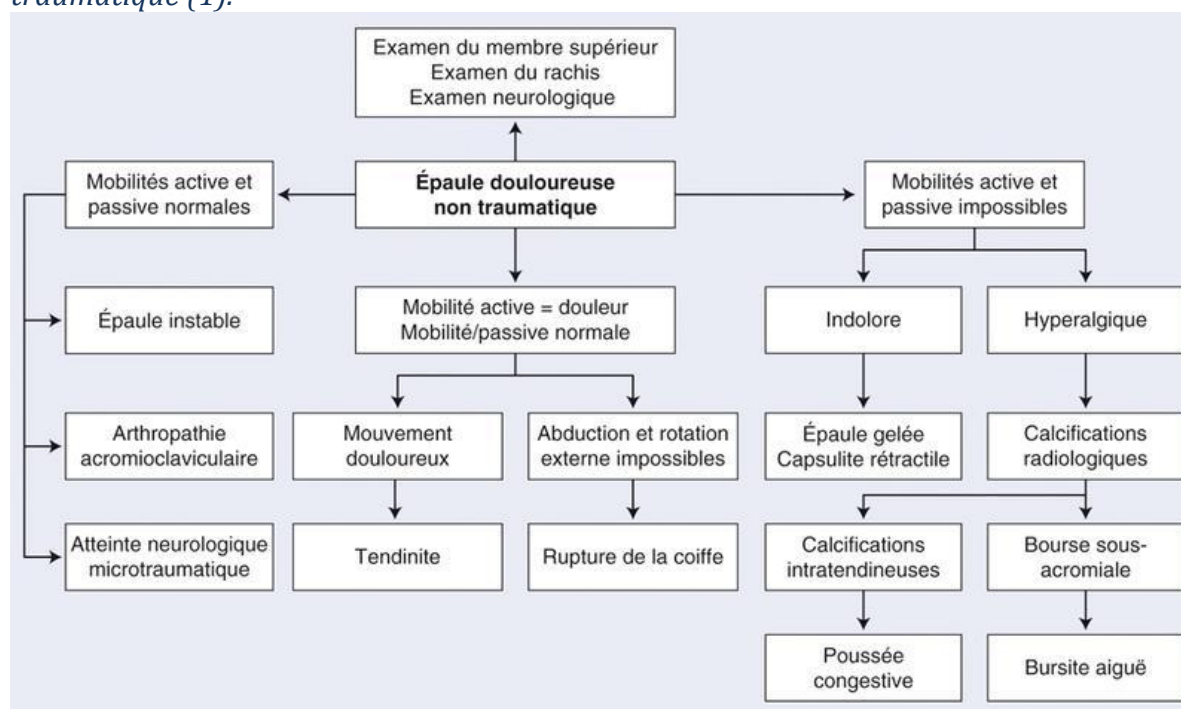 traumatique (1).
Examen du membre supérieur
Examen du rachis
Examen neurologique
Mobilités active et
passive normales
Épaule douloureuse
non traumatique
Mobilités active et
passive impossibles
Épaule instable
Mobilité active = douleur
Mobilité/passive normale
Indolore
Hyperalgique
Arthropathie
acromioclaviculaire
Mouvement
douloureux
Abduction et rotation
externe impossibles
Épaule gelée
Capsulite rétractile
Calcifications
radiologiques
Atteinte neurologique
microtraumatique
Tendinite
Rupture de la coiffe
Calcifications
intratendineuses
Bourse sous-
acromiale
Poussée
congestive
Bursite aiguë